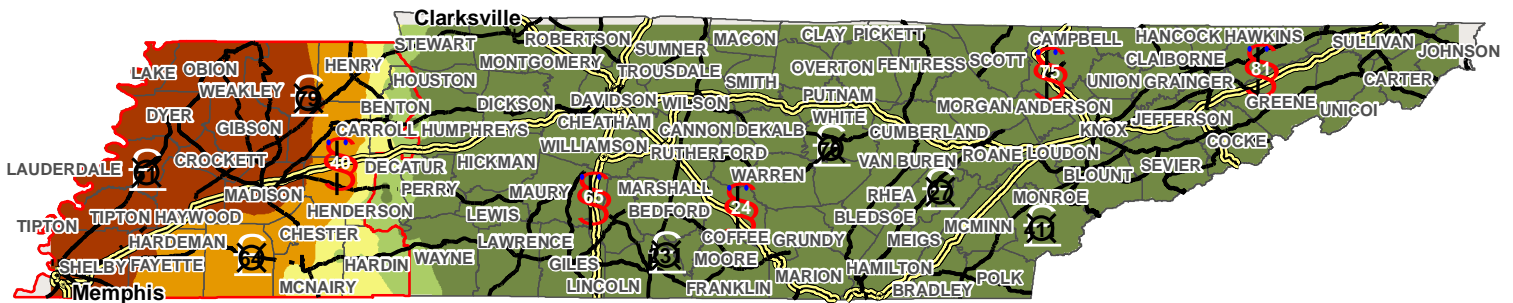 Clarksville
STEWART
ROBERTSON
SUMNER
MACON
CLAY PICKETT
CAMPBELL
HANCOCK HAWKINS
SULLIVAN
JOHNSON
LAKE
OBION
WEAKLEY
HENRY
79
HOUSTON
MONTGOMERY
TROUSDALE
SMITH
OVERTON FENTRESS
SCOTT
75
CLAIBORNE
81
UNION GRAINGER
CARTER
DYER
GIBSON
BENTON
DICKSON
DAVIDSON
WILSON
PUTNAM
MORGAN ANDERSON
JEFFERSON
GREENE
UNICOI
CARROLL HUMPHREYS
CHEATHAM
CANNON DEKALB
WHITE
CUMBERLAND
KNOX
COCKE
LAUDERDALE
CROCKETT
40
DECATUR
HICKMAN
WILLIAMSON
RUTHERFORD
VAN BUREN
ROANE LOUDON
SEVIER
MADISON
PERRY
MAURY
65
MARSHALL
WARREN
24
RHEA
27
BLOUNT
MONROE
TIPTON
TIPTON HAYWOOD
HENDERSON
LEWIS
BEDFORD
BLEDSOE
MCMINN
411
HARDEMAN
CHESTER
LAWRENCE
COFFEE GRUNDY
MEIGS
SHELBY FAYETTE
64
HARDIN
WAYNE
GILES
231
MOORE
MARION
HAMILTON
POLK
Memphis
MCNAIRY
LINCOLN
FRANKLIN
BRADLEY